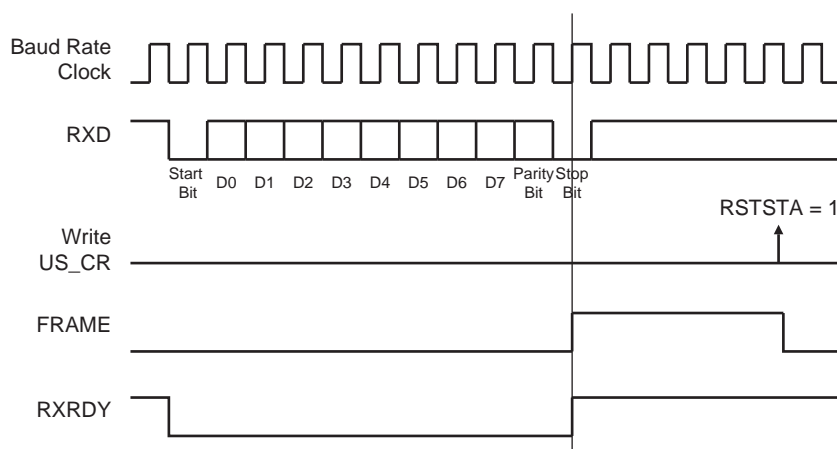 Baud Rate
Clock
RXD
Start
Bit
D0
D1
D2
D3
D4
D5
D6
D7
Parity
Bit
Stop
Bit
RSTSTA = 1
Write
US_CR
FRAME
RXRDY